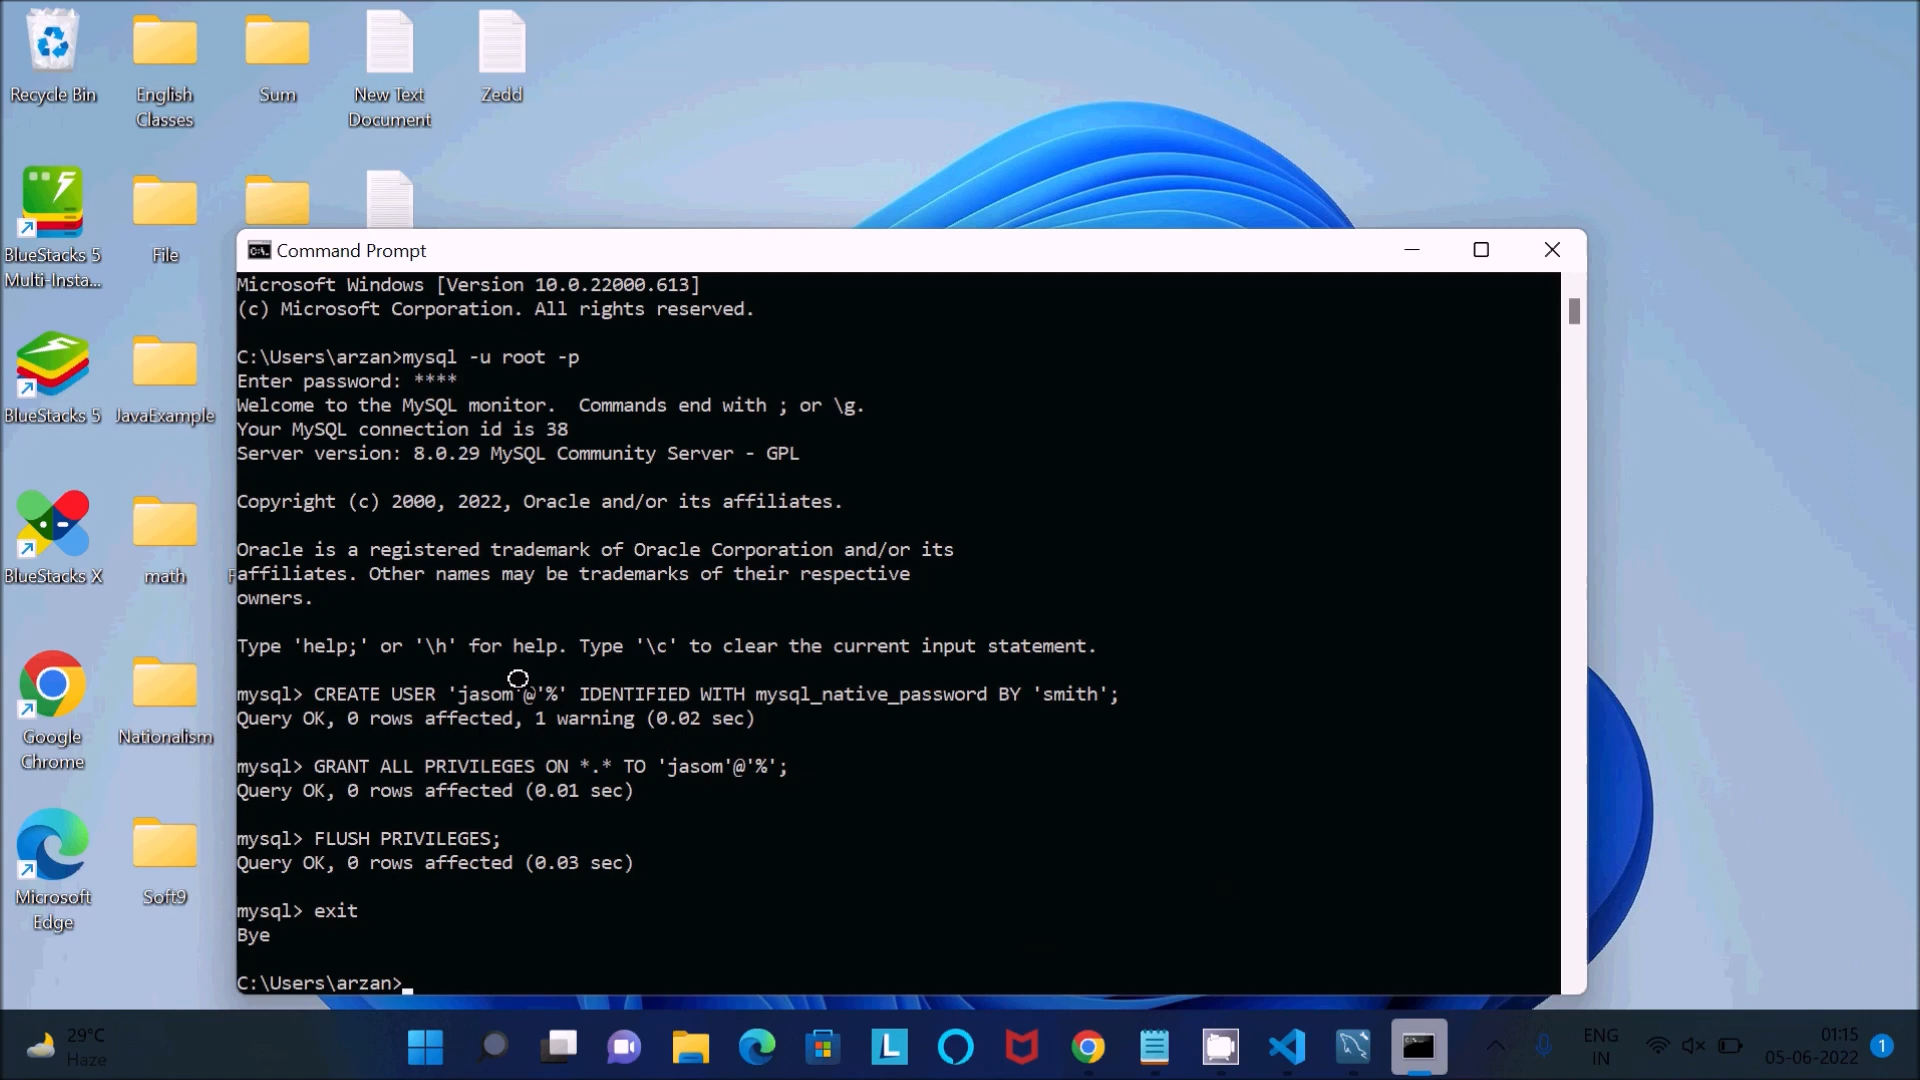 Recycle Bin
English
Classes
Sum
New Text
Document
Zedd
BlueStacks 5
Multi-Insta...
File
BlueStacks 5
JavaExample
BlueStacks X
math
Google
Chrome
Nationalism
Microsoft
Edge
Soft9
Command Prompt
Microsoft Windows [Version 10.0.22000.613]
(c) Microsoft Corporation. All rights reserved.
C:\Users\arzan>mysql -u root -p
Enter password: ****
Welcome to the MySQL monitor.  Commands end with ; or \g.
Your MySQL connection id is 38
Server version: 8.0.29 MySQL Community Server - GPL
Copyright (c) 2000, 2022, Oracle and/or its affiliates.
Oracle is a registered trademark of Oracle Corporation and/or its
affiliates. Other names may be trademarks of their respective
owners.
Type 'help;' or '\h' for help. Type '\c' to clear the current input statement.
mysql> CREATE USER 'jasom'@'%' IDENTIFIED WITH mysql_native_password BY 'smith';
Query OK, 0 rows affected, 1 warning (0.02 sec)
mysql> GRANT ALL PRIVILEGES ON *.* TO 'jasom'@'%';
Query OK, 0 rows affected (0.01 sec)
mysql> FLUSH PRIVILEGES;
Query OK, 0 rows affected (0.03 sec)
mysql> exit
Bye
C:\Users\arzan>
29°C
Haze
ENG
IN
01:15
05-06-2022
1